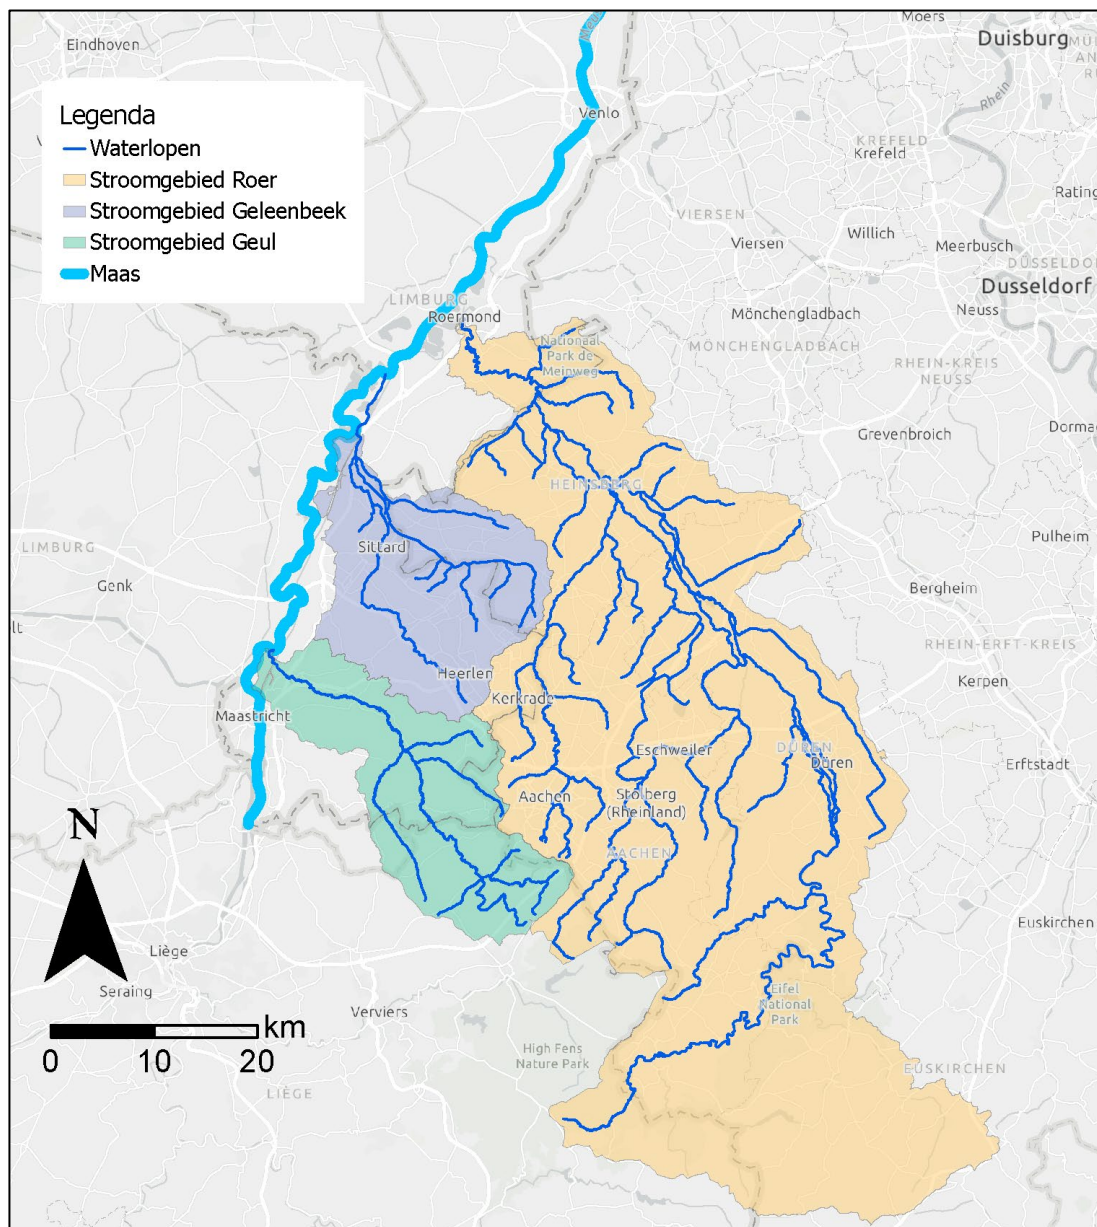 Eindhoven
Moers
Duisburg
Rhein
Venlo
KREFELD
Krefeld
Rating
VIERSEN
Viersen
Willich
Meerbusch
DÜSSELDORF
Dusseldorf
Neuss
Legenda
Waterlopen
Stroomgebied Roer
Stroomgebied Geleenbeek
Stroomgebied Geul
Maas
LIMBURG
Roermond
Mönchengladbach
MÖNCHENGLADBACH
Nationaal
Park de
Meinweg
RHEIN-KREIS
NEUSS
Grevenbroich
Dormag
HEINSBERG
LIMBURG
Genk
Sittard
Pulheim
Bergheim
RHEIN-ERFT-KREIS
Kerpen
Heerlen
Kerkrade
Maastricht
Eschweiler
DÜREN
Düren
Erftstadt
Aachen
Stolberg
(Rheinland)
AACHEN
N
Euskirchen
Liège
Seraing
Verviers
Eifel
National
Park
km
0 10 20
High Fens
Nature Park
EUSKIRCHEN
LIÈGE